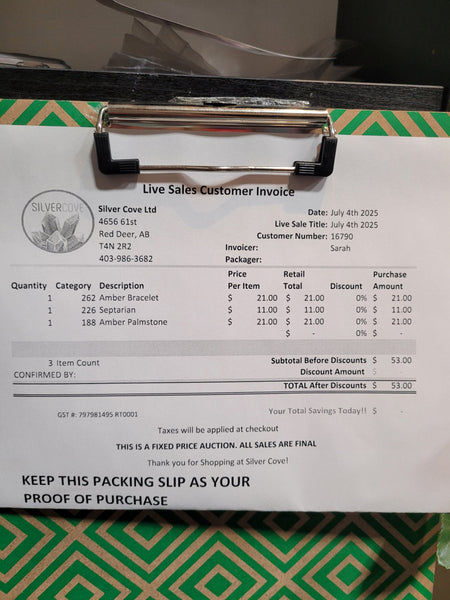 Live Sales Customer Invoice
SILVERCOVE
Silver Cove Ltd
4656 61st
Red Deer, AB
T4N 2R2
403-986-3682
Date: July 4th 2025
Live Sale Title: July 4th 2025
Customer Number: 16790
Invoicer: Sarah
Packager:
Quantity Category Description Price Per Item Retail Total Discount Purchase Amount
1 262 Amber Bracelet $ 21.00 $ 21.00 0% $ 21.00
1 226 Septarian $ 11.00 $ 11.00 0% $ 11.00
1 188 Amber Palmstone $ 21.00 $ 21.00 0% $ 21.00
$ - 0% $ -
3 Item Count
Subtotal Before Discounts $ 53.00
CONFIRMED BY:
Discount Amount $ -
TOTAL After Discounts $ 53.00
GST #: 797981495 RT0001
Your Total Savings Today!! $ -
Taxes will be applied at checkout
THIS IS A FIXED PRICE AUCTION. ALL SALES ARE FINAL
Thank you for Shopping at Silver Cove!
KEEP THIS PACKING SLIP AS YOUR
PROOF OF PURCHASE